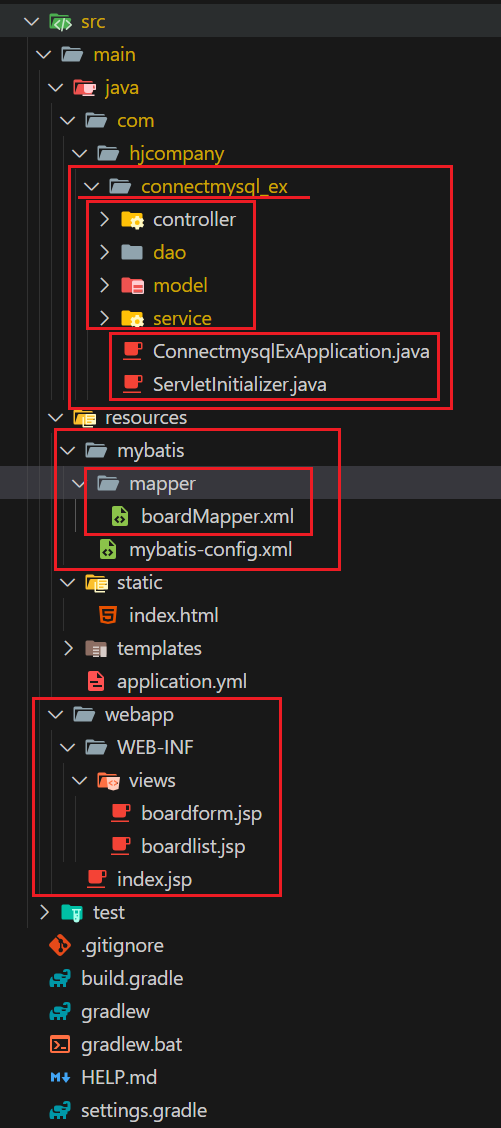 src
main
java
com
hjcompany
connectmysql_ex
controller
dao
model
service
ConnectmysqlExApplication.java
ServletInitializer.java
resources
mybatis
mapper
boardMapper.xml
mybatis-config.xml
static
index.html
templates
application.yml
webapp
WEB-INF
views
boardform.jsp
boardlist.jsp
index.jsp
test
.gitignore
build.gradle
gradlew
gradlew.bat
HELP.md
settings.gradle